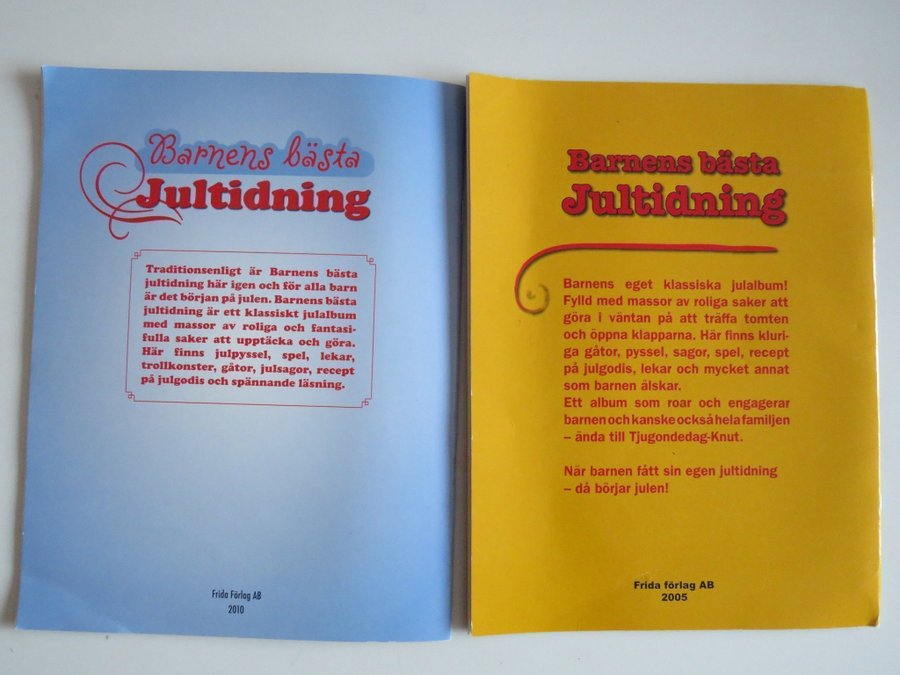 Barnens bästa
Jultidning
Traditionsenligt är Barnens bästa
jultidning här igen och för alla barn
är det början på julen. Barnens bästa
jultidning är ett klassiskt julalbum
med massor av roliga och fantasi-
fulla saker att upptäcka och göra.
Här finns julpyssel, spel, lekar,
trollkonster, gåtor, julsagor, recept
på julgodis och spännande läsning.
Frida Förlag AB
2010
Barnens bästa
Jultidning
Barnens eget klassiska julalbum!
Fylld med massor av roliga saker att
göra i väntan på att träffa tomten
och öppna klapparna. Här finns kluri-
ga gåtor, pyssel, sagor, spel, recept
på julgodis, lekar och mycket annat
som barnen älskar.
Ett album som roar och engagerar
barnen och kanske också hela familjen
– ända till Tjugondedag-Knut.
När barnen fått sin egen jultidning
– då börjar julen!
Frida förlag AB
2005